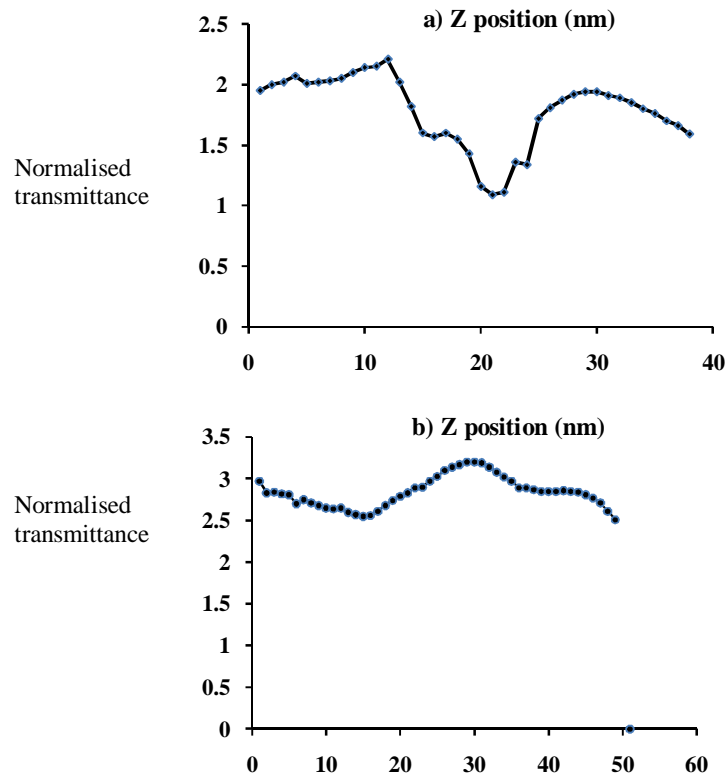 a) Z position (nm)
2.5
2
1.5
1
0.5
0
Normalised
transmittance
0 10 20 30 40
b) Z position (nm)
3.5
3
2.5
2
1.5
1
0.5
0
Normalised
transmittance
0 10 20 30 40 50 60